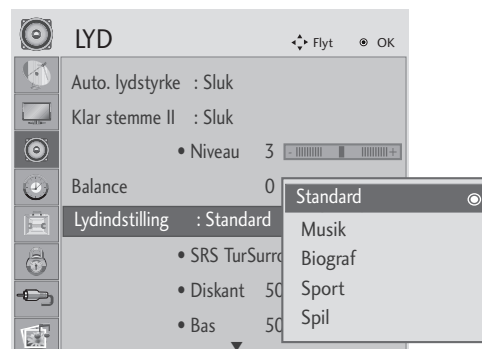 LYD
Flyt OK
Auto. lydstyrke : Sluk
Klar stemme II : Sluk
• Niveau 3 - +
Balance 0
Lydindstilling : Standard
• SRS TurSurro
• Diskant 50
• Bas 50
Standard
Musik
Biograf
Sport
Spil